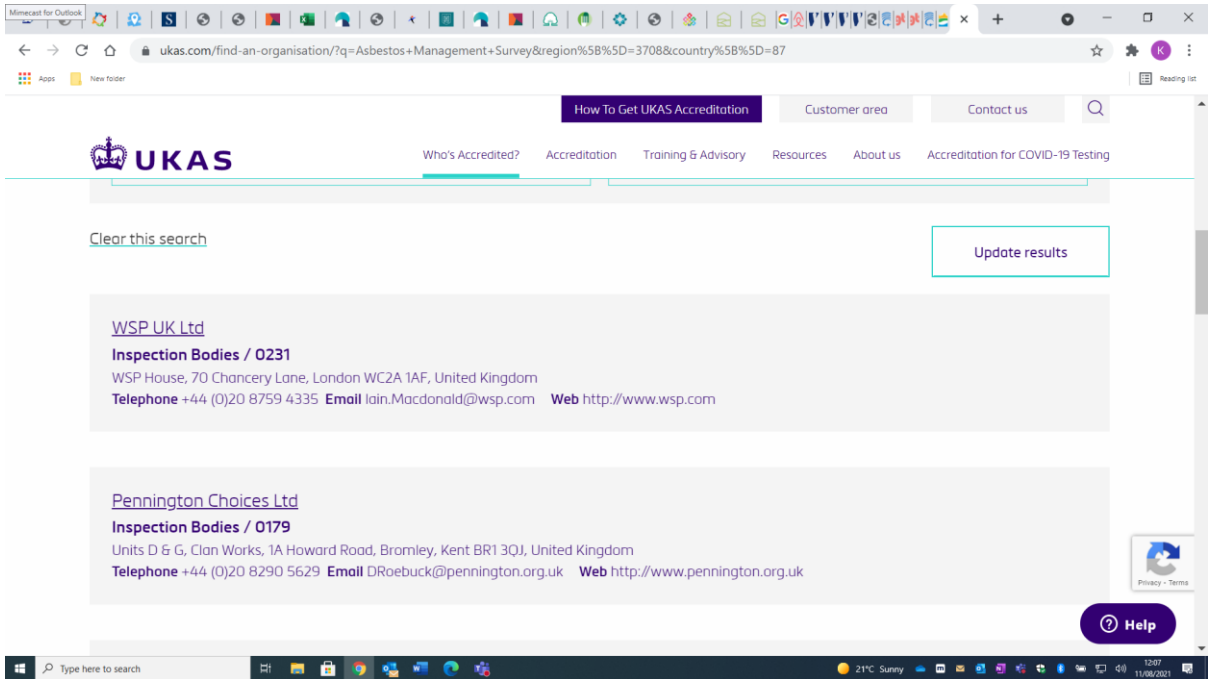 Mimecast for Outlook
ukas.com/find-an-organisation/?q=Asbestos+Management+Survey&region%5B%5D=3708&country%5B%5D=87
K
Apps
New folder
Reading list
How To Get UKAS Accreditation
Customer area
Contact us
UKAS
Who's Accredited?
Accreditation
Training & Advisory
Resources
About us
Accreditation for COVID-19 Testing
Clear this search
Update results
WSP UK Ltd
Inspection Bodies / 0231
WSP House, 70 Chancery Lane, London WC2A 1AF, United Kingdom
Telephone +44 (0)20 8759 4335 Email Iain.Macdonald@wsp.com Web http://www.wsp.com
Pennington Choices Ltd
Inspection Bodies / 0179
Units D & G, Clan Works, 1A Howard Road, Bromley, Kent BR1 3QJ, United Kingdom
Telephone +44 (0)20 8290 5629 Email DRoebuck@pennington.org.uk Web http://www.pennington.org.uk
Privacy - Terms
Help
Type here to search
21°C Sunny
12:07
11/08/2021